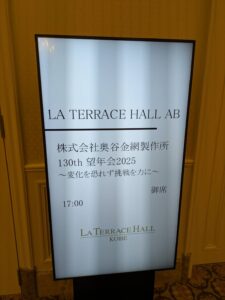 LA TERRACE HALL AB
株式会社奥谷金網製作所
130th 望年会2025
～変化を恐れず挑戦を力に～
御席
17:00
LA TERRACE HALL
KOBE